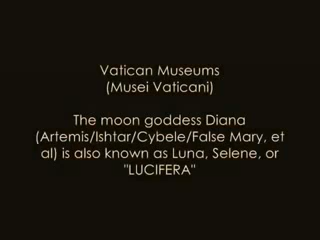 Vatican Museums
(Musei Vaticani)
The moon goddess Diana
(Artemis/Ishtar/Cybele/False Mary, et
al) is also known as Luna, Selene, or
"LUCIFERA"